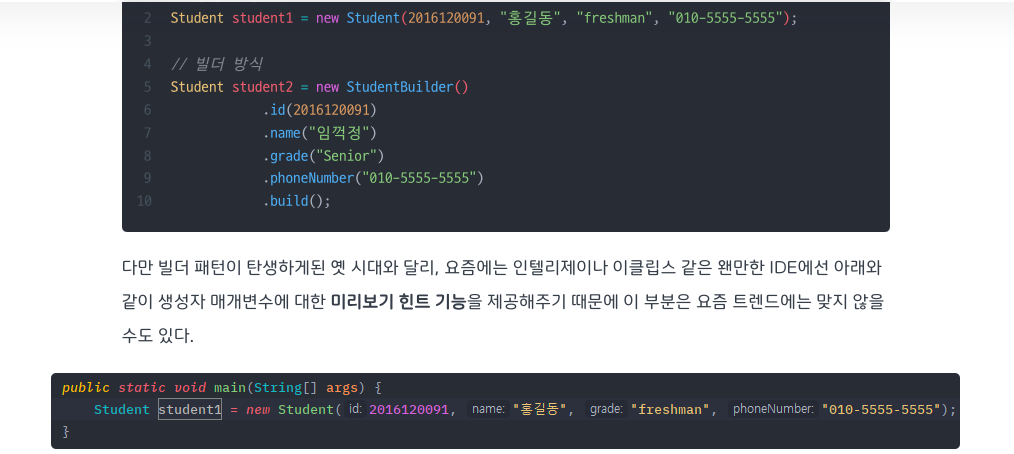 2 Student student1 = new Student(2016120091, "홍길동", "freshman", "010-5555-5555");
3
4 // 빌더 방식
5 Student student2 = new StudentBuilder()
6 .id(2016120091)
7 .name("임꺽정")
8 .grade("Senior")
9 .phoneNumber("010-5555-5555")
10 .build();
다만 빌더 패턴이 탄생하게된 옛 시대와 달리, 요즘에는 인텔리제이나 이클립스 같은 왠만한 IDE에선 아래와
같이 생성자 매개변수에 대한 미리보기 힌트 기능을 제공해주기 때문에 이 부분은 요즘 트렌드에는 맞지 않을
수도 있다.
public static void main(String[] args) {
Student student1 = new Student( id: 2016120091, name: "홍길동", grade: "freshman", phoneNumber: "010-5555-5555");
}